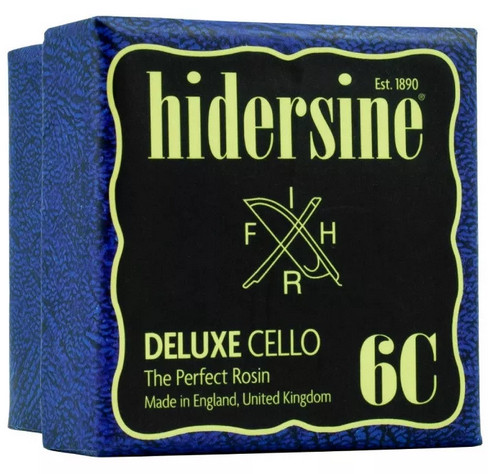 Est. 1890
hidersine®
I
F H
R
DELUXE CELLO
6C
The Perfect Rosin
Made in England, United Kingdom